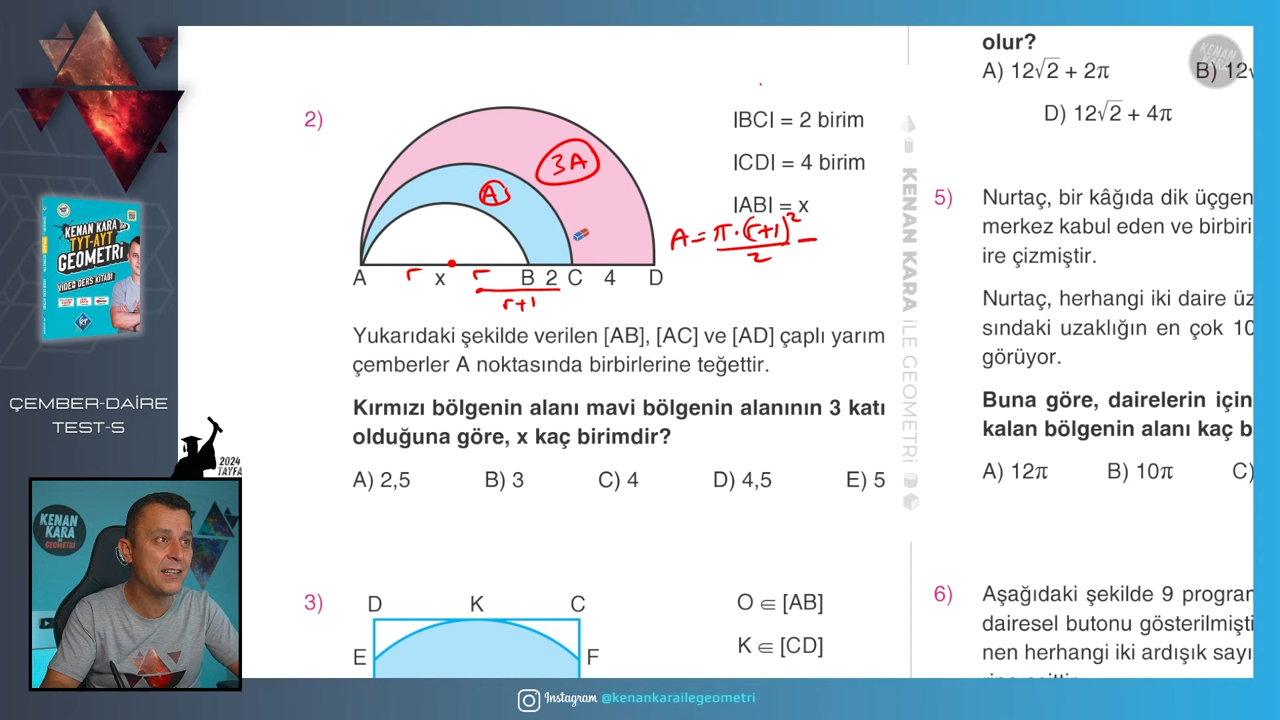 2)
3A
A
A
r
x
r
B
2
C
4
D
r+1
IBCI = 2 birim
ICDI = 4 birim
IABI = x
A = π·(r+1)² / 2 –
Yukarıdaki şekilde verilen [AB], [AC] ve [AD] çaplı yarım
çemberler A noktasında birbirlerine teğettir.
Kırmızı bölgenin alanı mavi bölgenin alanının 3 katı
olduğuna göre, x kaç birimdir?
A) 2,5 B) 3 C) 4 D) 4,5 E) 5
3)
D K C
E F
O ∈ [AB]
K ∈ [CD]
KENAN KARA İLE GEOMETRİ
olur?
A) 12√2 + 2π B) 12√
D) 12√2 + 4π
5)
Nurtaç, bir kâğıda dik üçgen
merkez kabul eden ve birbiri
ire çizmiştir.
Nurtaç, herhangi iki daire üz
sındaki uzaklığın en çok 10
görüyor.
Buna göre, dairelerin için
kalan bölgenin alanı kaç b
A) 12π B) 10π C)
6)
Aşağıdaki şekilde 9 program
dairesel butonu gösterilmişti
nen herhangi iki ardışık sayı
KENAN KARA
TYT-AYT
GEOMETRİ
VİDEO DERS KİTABI
ÇEMBER-DAİRE
TEST-5
2024
TAYFA
KENAN
KARA
İLE
GEOMETRİ
Instagram @kenankarailegeometri